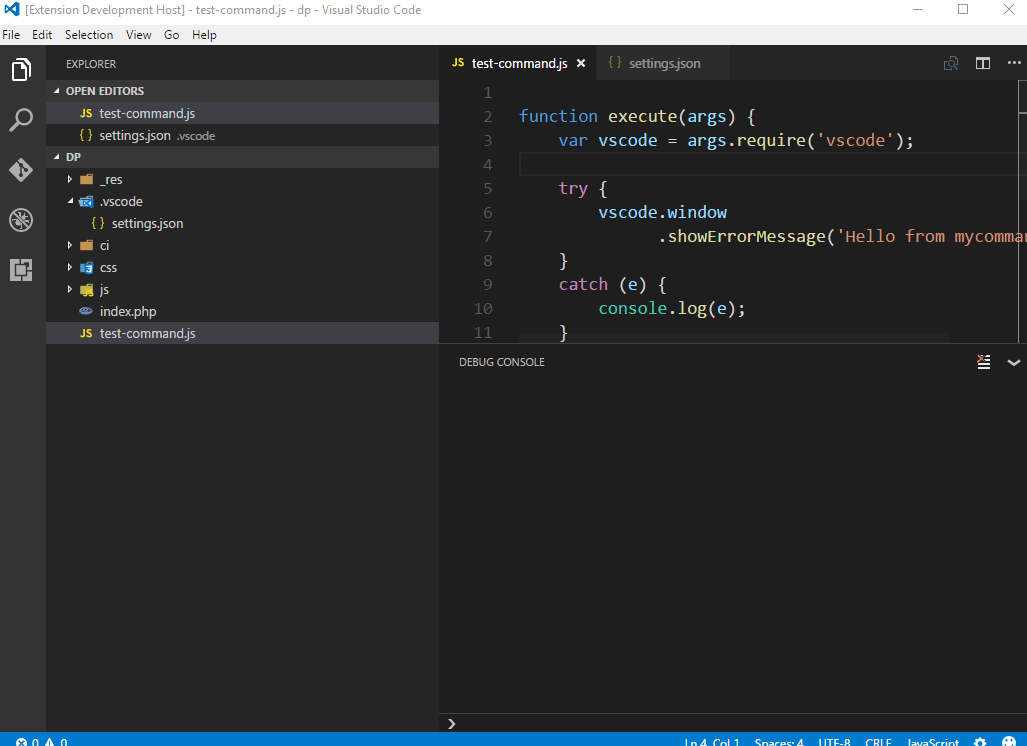 [Extension Development Host] - test-command.js - dp - Visual Studio Code
File Edit Selection View Go Help
EXPLORER
OPEN EDITORS
JS test-command.js
{ } settings.json .vscode
DP
_res
.vscode
{ } settings.json
ci
css
js
index.php
JS test-command.js
JS test-command.js × { } settings.json
1
2 function execute(args) {
3 var vscode = args.require('vscode');
4
5 try {
6 vscode.window
7 .showErrorMessage('Hello from mycomman
8 }
9 catch (e) {
10 console.log(e);
11 }
DEBUG CONSOLE
0 0 Ln 4, Col 1 Spaces: 4 UTF-8 CRLF JavaScript